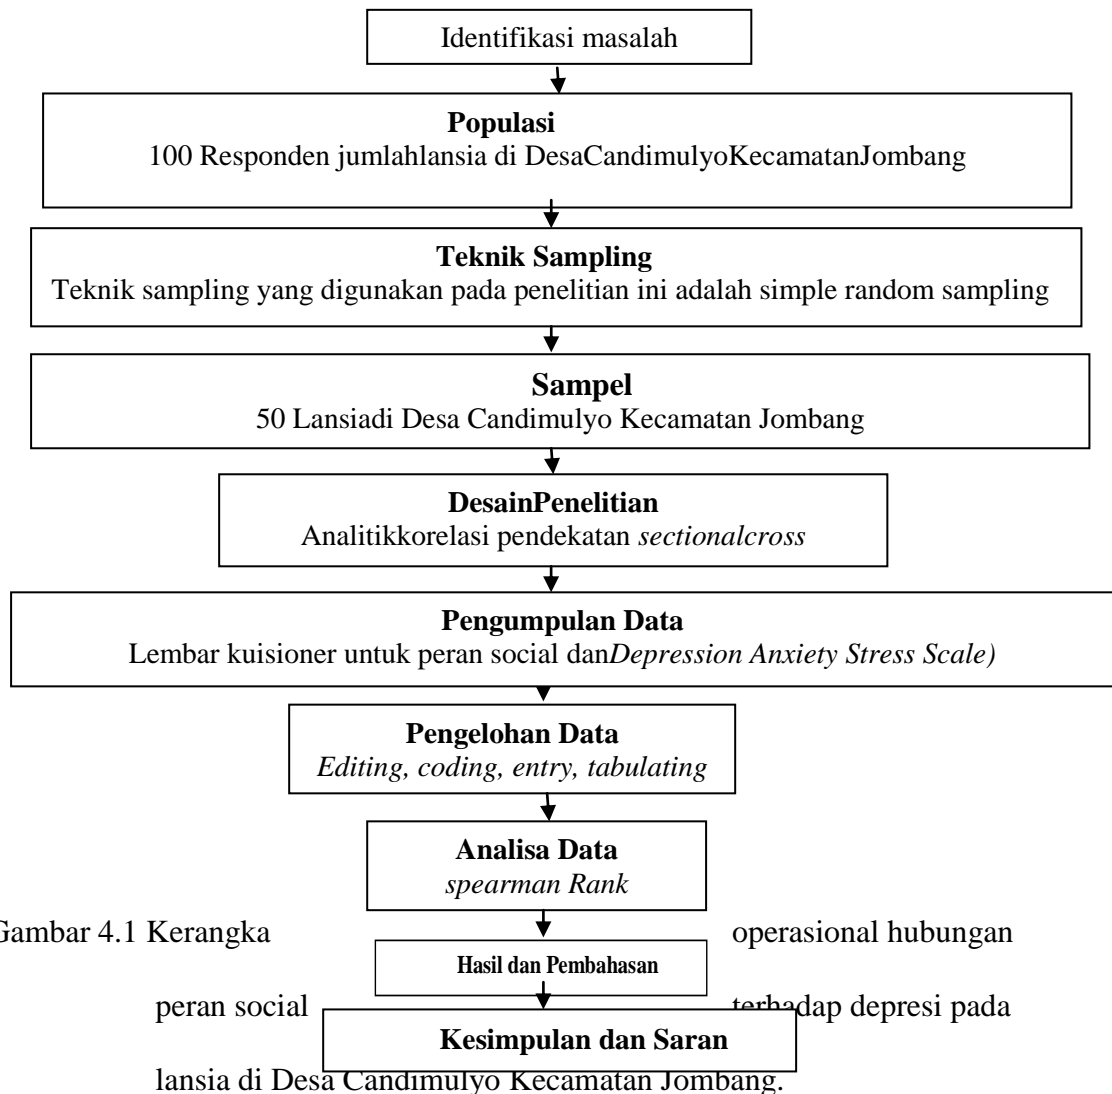 Identifikasi masalah
Populasi
100 Responden jumlahlansia di DesaCandimulyoKecamatanJombang
Teknik Sampling
Teknik sampling yang digunakan pada penelitian ini adalah simple random sampling
Sampel
50 Lansiadi Desa Candimulyo Kecamatan Jombang
DesainPenelitian
Analitikkorelasi pendekatan sectionalcross
Pengumpulan Data
Lembar kuisioner untuk peran social danDepression Anxiety Stress Scale)
Pengelohan Data
Editing, coding, entry, tabulating
Analisa Data
spearman Rank
Gambar 4.1 Kerangka operasional hubungan
Hasil dan Pembahasan
peran social terhadap depresi pada
Kesimpulan dan Saran
lansia di Desa Candimulyo Kecamatan Jombang.